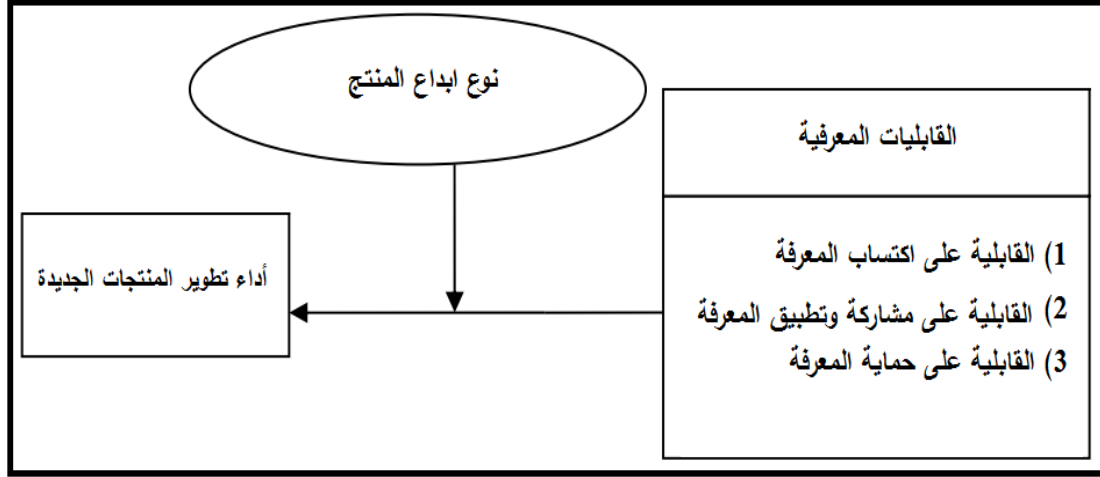 نوع ابداع المنتج
القابليات المعرفية
1) القابلية على اكتساب المعرفة
2) القابلية على مشاركة وتطبيق المعرفة
3) القابلية على حماية المعرفة
أداء تطوير المنتجات الجديدة